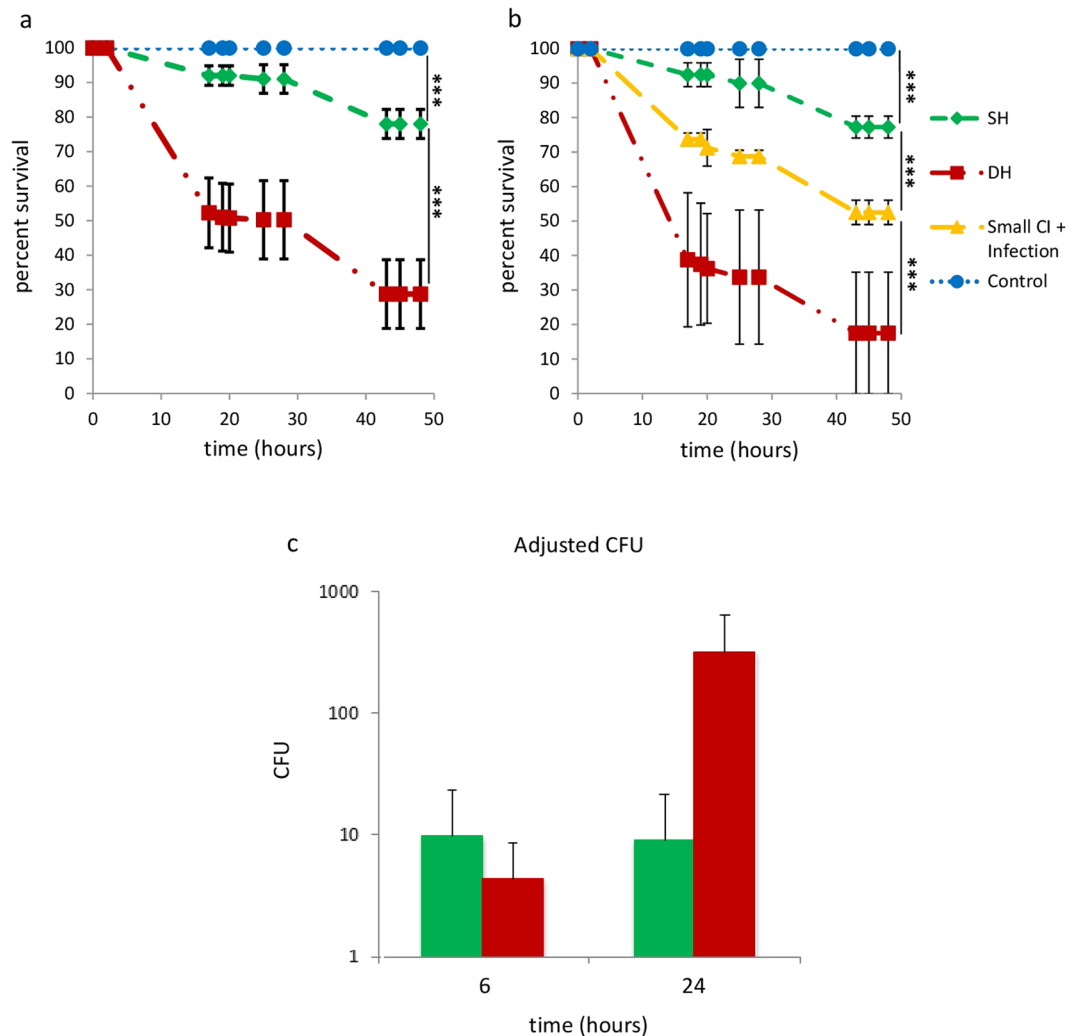 a
100
90
80
70
60
50
40
30
20
10
0
percent survival
0 10 20 30 40 50
time (hours)
***
***
b
100
90
80
70
60
50
40
30
20
10
0
percent survival
0 10 20 30 40 50
time (hours)
***
***
***
SH
DH
Small CI +
Infection
Control
c
Adjusted CFU
1000
100
10
1
CFU
6 24
time (hours)